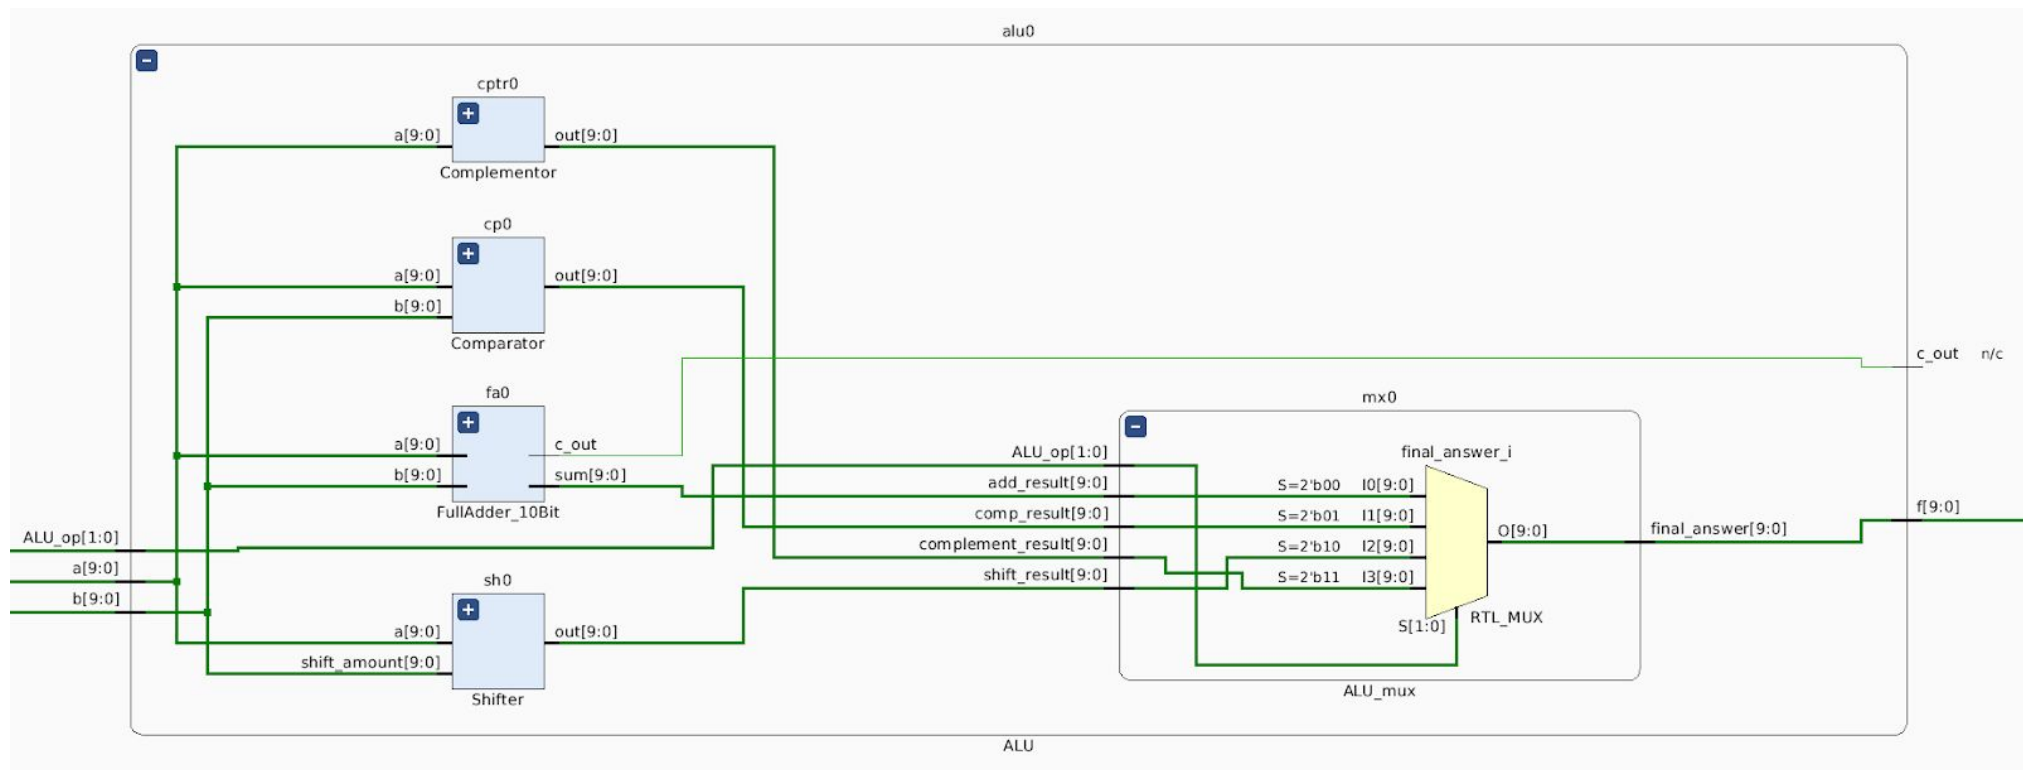 alu0
cptr0
a[9:0] out[9:0]
Complementor
cp0
a[9:0] out[9:0]
b[9:0]
Comparator
c_out n/c
fa0
mx0
a[9:0] c_out
b[9:0] sum[9:0]
FullAdder_10Bit
ALU_op[1:0]
final_answer_i
add_result[9:0] S=2'b00 I0[9:0]
comp_result[9:0] S=2'b01 I1[9:0]
complement_result[9:0] S=2'b10 I2[9:0]
shift_result[9:0] S=2'b11 I3[9:0]
O[9:0] final_answer[9:0]
f[9:0]
S[1:0] RTL_MUX
ALU_mux
ALU_op[1:0]
a[9:0]
b[9:0]
sh0
a[9:0] out[9:0]
shift_amount[9:0]
Shifter
ALU